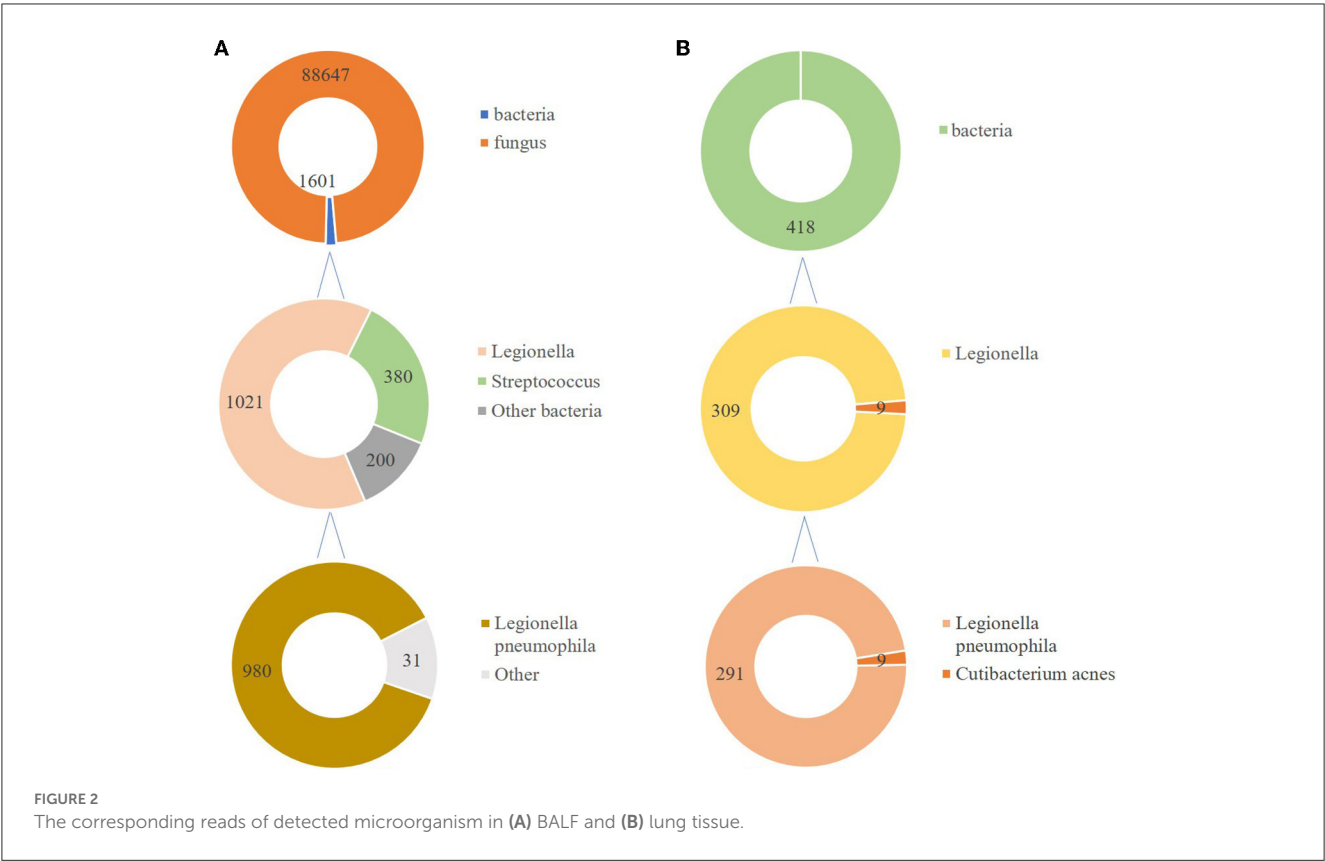 A
88647
1601
bacteria
fungus
1021
380
200
Legionella
Streptococcus
Other bacteria
980
31
Legionella
pneumophila
Other
B
418
bacteria
309
9
Legionella
291
9
Legionella
pneumophila
Cutibacterium acnes
FIGURE 2
The corresponding reads of detected microorganism in (A) BALF and (B) lung tissue.